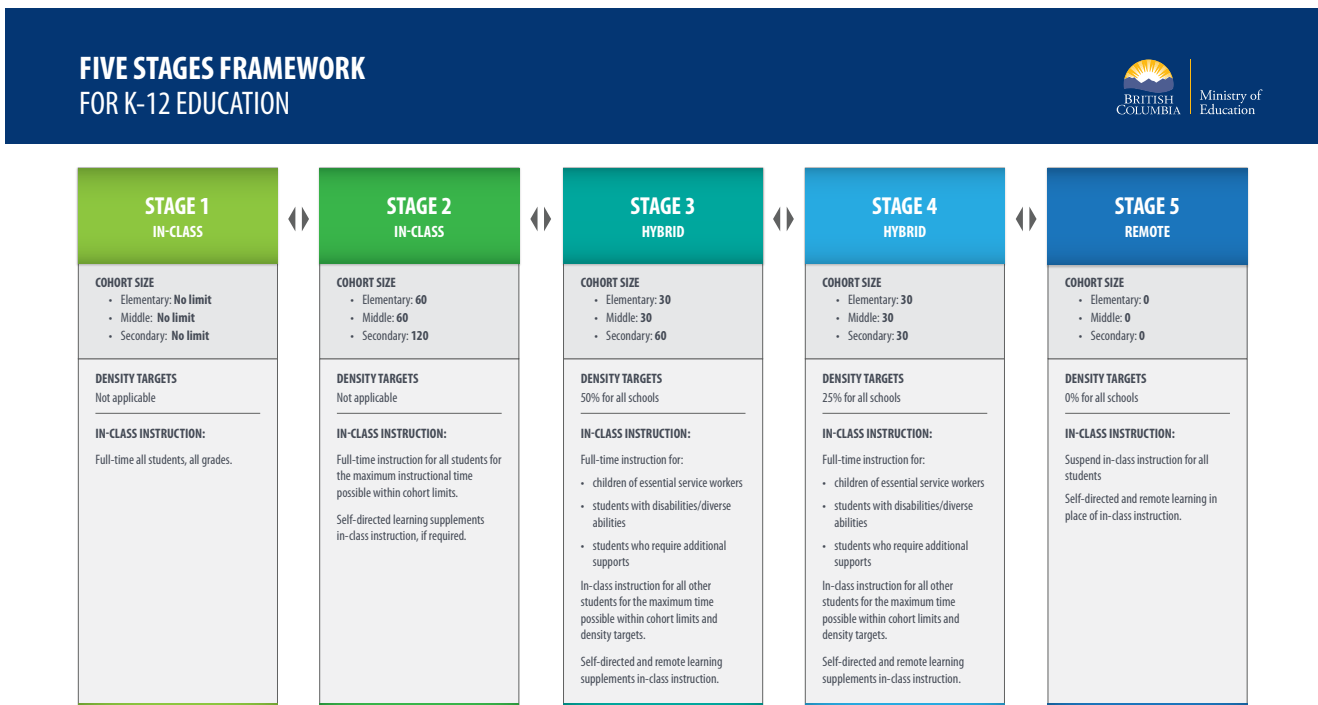 FIVE STAGES FRAMEWORK
FOR K-12 EDUCATION
BRITISH
COLUMBIA
Ministry of
Education
STAGE 1
IN-CLASS
COHORT SIZE
• Elementary: No limit
• Middle: No limit
• Secondary: No limit
DENSITY TARGETS
Not applicable
IN-CLASS INSTRUCTION:
Full-time all students, all grades.
STAGE 2
IN-CLASS
COHORT SIZE
• Elementary: 60
• Middle: 60
• Secondary: 120
DENSITY TARGETS
Not applicable
IN-CLASS INSTRUCTION:
Full-time instruction for all students for
the maximum instructional time
possible within cohort limits.
Self-directed learning supplements
in-class instruction, if required.
STAGE 3
HYBRID
COHORT SIZE
• Elementary: 30
• Middle: 30
• Secondary: 60
DENSITY TARGETS
50% for all schools
IN-CLASS INSTRUCTION:
Full-time instruction for:
• children of essential service workers
• students with disabilities/diverse
abilities
• students who require additional
supports
In-class instruction for all other
students for the maximum time
possible within cohort limits and
density targets.
Self-directed and remote learning
supplements in-class instruction.
STAGE 4
HYBRID
COHORT SIZE
• Elementary: 30
• Middle: 30
• Secondary: 30
DENSITY TARGETS
25% for all schools
IN-CLASS INSTRUCTION:
Full-time instruction for:
• children of essential service workers
• students with disabilities/diverse
abilities
• students who require additional
supports
In-class instruction for all other
students for the maximum time
possible within cohort limits and
density targets.
Self-directed and remote learning
supplements in-class instruction.
STAGE 5
REMOTE
COHORT SIZE
• Elementary: 0
• Middle: 0
• Secondary: 0
DENSITY TARGETS
0% for all schools
IN-CLASS INSTRUCTION:
Suspend in-class instruction for all
students
Self-directed and remote learning in
place of in-class instruction.